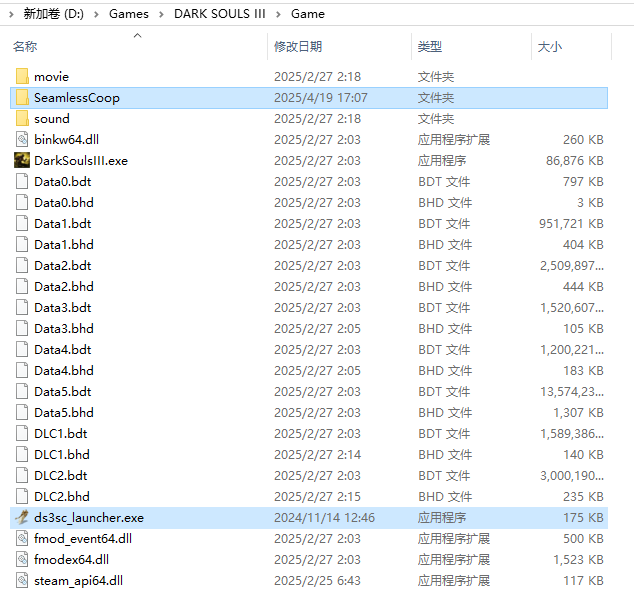 新加卷 (D:) > Games > DARK SOULS III > Game
名称 修改日期 类型 大小
movie 2025/2/27 2:18 文件夹
SeamlessCoop 2025/4/19 17:07 文件夹
sound 2025/2/27 2:18 文件夹
binkw64.dll 2025/2/27 2:03 应用程序扩展 260 KB
DarkSoulsIII.exe 2025/2/27 2:03 应用程序 86,876 KB
Data0.bdt 2025/2/27 2:03 BDT 文件 797 KB
Data0.bhd 2025/2/27 2:03 BHD 文件 3 KB
Data1.bdt 2025/2/27 2:03 BDT 文件 951,721 KB
Data1.bhd 2025/2/27 2:03 BHD 文件 404 KB
Data2.bdt 2025/2/27 2:03 BDT 文件 2,509,897...
Data2.bhd 2025/2/27 2:03 BHD 文件 444 KB
Data3.bdt 2025/2/27 2:03 BDT 文件 1,520,607...
Data3.bhd 2025/2/27 2:05 BHD 文件 105 KB
Data4.bdt 2025/2/27 2:03 BDT 文件 1,200,221...
Data4.bhd 2025/2/27 2:05 BHD 文件 183 KB
Data5.bdt 2025/2/27 2:03 BDT 文件 13,574,23...
Data5.bhd 2025/2/27 2:03 BHD 文件 1,307 KB
DLC1.bdt 2025/2/27 2:03 BDT 文件 1,589,386...
DLC1.bhd 2025/2/27 2:14 BHD 文件 140 KB
DLC2.bdt 2025/2/27 2:03 BDT 文件 3,000,190...
DLC2.bhd 2025/2/27 2:15 BHD 文件 235 KB
ds3sc_launcher.exe 2024/11/14 12:46 应用程序 175 KB
fmod_event64.dll 2025/2/27 2:03 应用程序扩展 500 KB
fmodex64.dll 2025/2/27 2:03 应用程序扩展 1,523 KB
steam_api64.dll 2025/2/25 6:43 应用程序扩展 117 KB